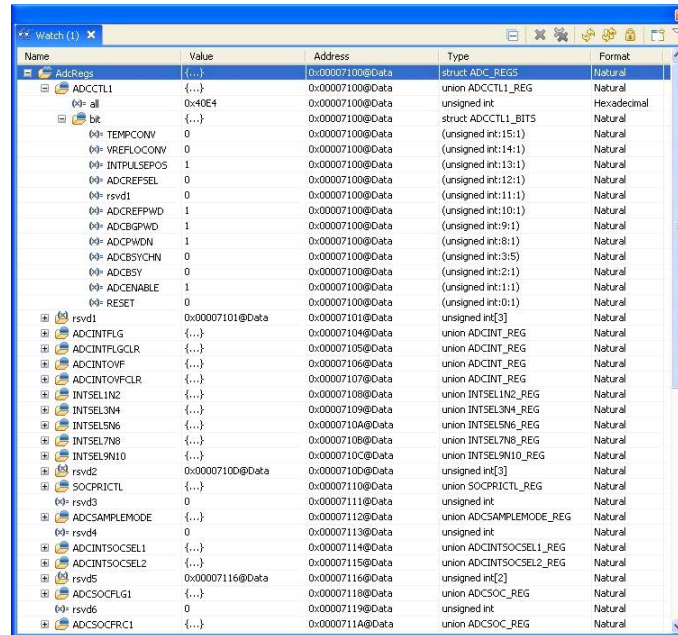 Watch (1)
Name Value Address Type Format
AdcRegs {...} 0x00007100@Data struct ADC_REGS Natural
ADCCTL1 {...} 0x00007100@Data union ADCCTL1_REG Natural
(x)= all 0x40E4 0x00007100@Data unsigned int Hexadecimal
bit {...} 0x00007100@Data struct ADCCTL1_BITS Natural
(x)= TEMPCONV 0 0x00007100@Data (unsigned int:15:1) Natural
(x)= VREFLOCONV 0 0x00007100@Data (unsigned int:14:1) Natural
(x)= INTPULSEPOS 1 0x00007100@Data (unsigned int:13:1) Natural
(x)= ADCREFSEL 0 0x00007100@Data (unsigned int:12:1) Natural
(x)= rsvd1 0 0x00007100@Data (unsigned int:11:1) Natural
(x)= ADCREFPWD 1 0x00007100@Data (unsigned int:10:1) Natural
(x)= ADCBGPWD 1 0x00007100@Data (unsigned int:9:1) Natural
(x)= ADCPWDN 1 0x00007100@Data (unsigned int:8:1) Natural
(x)= ADCBSYCHN 0 0x00007100@Data (unsigned int:3:5) Natural
(x)= ADCBSY 0 0x00007100@Data (unsigned int:2:1) Natural
(x)= ADCENABLE 1 0x00007100@Data (unsigned int:1:1) Natural
(x)= RESET 0 0x00007100@Data (unsigned int:0:1) Natural
rsvd1 0x00007101@Data 0x00007101@Data unsigned int[3] Natural
ADCINTFLG {...} 0x00007104@Data union ADCINT_REG Natural
ADCINTFLGCLR {...} 0x00007105@Data union ADCINT_REG Natural
ADCINTOVF {...} 0x00007106@Data union ADCINT_REG Natural
ADCINTOVFCLR {...} 0x00007107@Data union ADCINT_REG Natural
INTSEL1N2 {...} 0x00007108@Data union INTSEL1N2_REG Natural
INTSEL3N4 {...} 0x00007109@Data union INTSEL3N4_REG Natural
INTSEL5N6 {...} 0x0000710A@Data union INTSEL5N6_REG Natural
INTSEL7N8 {...} 0x0000710B@Data union INTSEL7N8_REG Natural
INTSEL9N10 {...} 0x0000710C@Data union INTSEL9N10_REG Natural
rsvd2 0x0000710D@Data 0x0000710D@Data unsigned int[3] Natural
SOCPRICTL {...} 0x00007110@Data union SOCPRICTL_REG Natural
(x)= rsvd3 0 0x00007111@Data unsigned int Natural
ADCSAMPLEMODE {...} 0x00007112@Data union ADCSAMPLEMODE_REG Natural
(x)= rsvd4 0 0x00007113@Data unsigned int Natural
ADCINTSOCSEL1 {...} 0x00007114@Data union ADCINTSOCSEL1_REG Natural
ADCINTSOCSEL2 {...} 0x00007115@Data union ADCINTSOCSEL2_REG Natural
rsvd5 0x00007116@Data 0x00007116@Data unsigned int[2] Natural
ADCSOCFLG1 {...} 0x00007118@Data union ADCSOC_REG Natural
(x)= rsvd6 0 0x00007119@Data unsigned int Natural
ADCSOCFRC1 {...} 0x0000711A@Data union ADCSOC_REG Natural